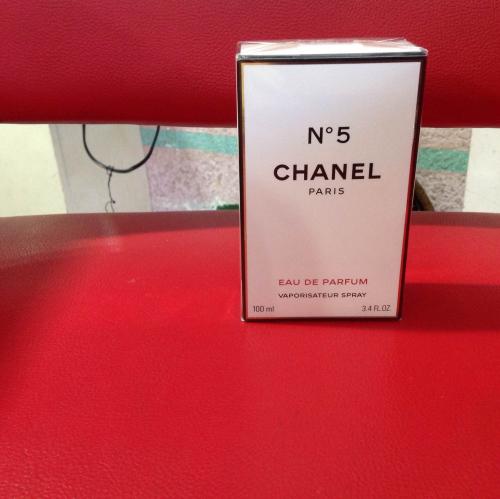 N°5
CHANEL
PARIS
EAU DE PARFUM
VAPORISATEUR SPRAY
100 ml 3.4 FL.OZ